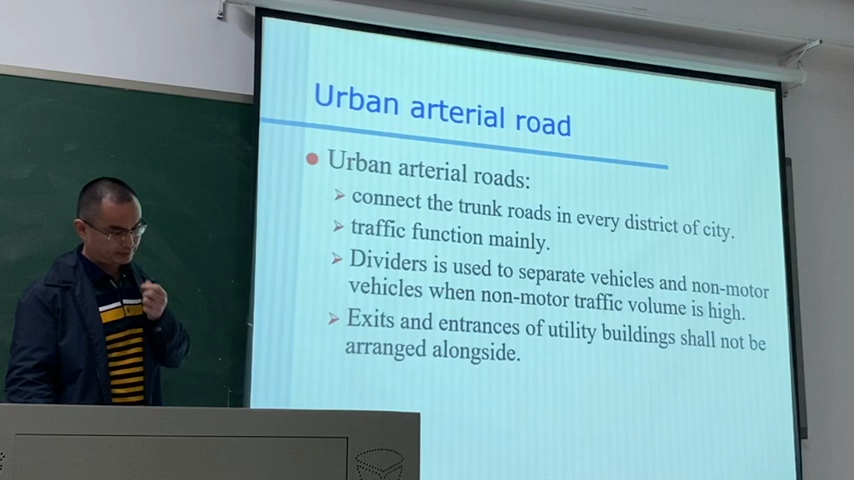 Urban arterial road
Urban arterial roads:
connect the trunk roads in every district of city.
traffic function mainly.
Dividers is used to separate vehicles and non-motor
vehicles when non-motor traffic volume is high.
Exits and entrances of utility buildings shall not be
arranged alongside.